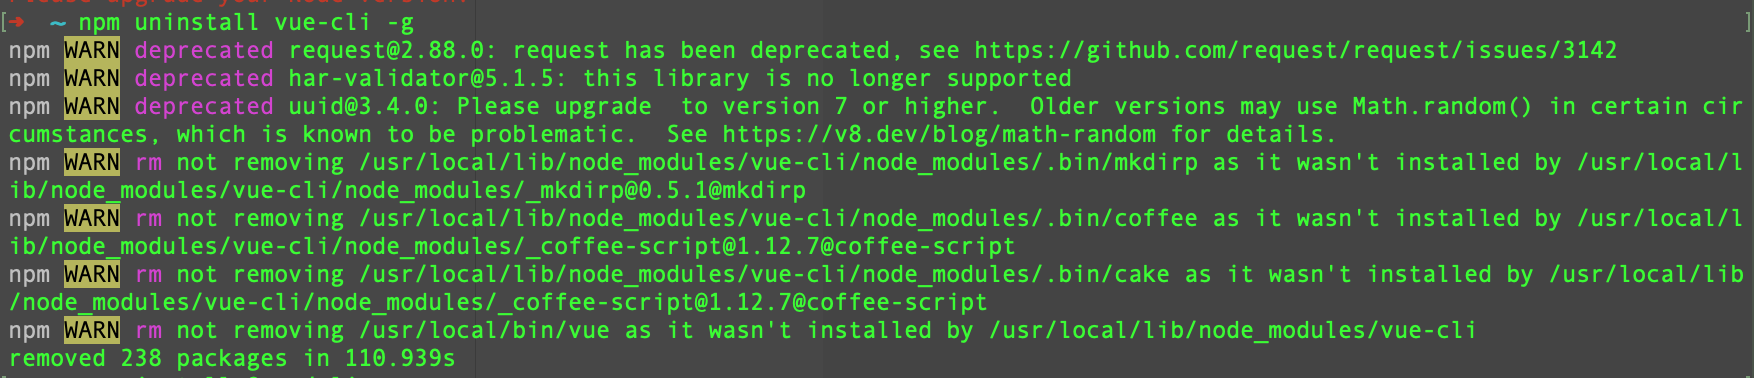 [➜  ~ npm uninstall vue-cli -g ]
npm WARN deprecated request@2.88.0: request has been deprecated, see https://github.com/request/request/issues/3142
npm WARN deprecated har-validator@5.1.5: this library is no longer supported
npm WARN deprecated uuid@3.4.0: Please upgrade  to version 7 or higher.  Older versions may use Math.random() in certain cir
cumstances, which is known to be problematic.  See https://v8.dev/blog/math-random for details.
npm WARN rm not removing /usr/local/lib/node_modules/vue-cli/node_modules/.bin/mkdirp as it wasn't installed by /usr/local/l
ib/node_modules/vue-cli/node_modules/_mkdirp@0.5.1@mkdirp
npm WARN rm not removing /usr/local/lib/node_modules/vue-cli/node_modules/.bin/coffee as it wasn't installed by /usr/local/l
ib/node_modules/vue-cli/node_modules/_coffee-script@1.12.7@coffee-script
npm WARN rm not removing /usr/local/lib/node_modules/vue-cli/node_modules/.bin/cake as it wasn't installed by /usr/local/lib
/node_modules/vue-cli/node_modules/_coffee-script@1.12.7@coffee-script
npm WARN rm not removing /usr/local/bin/vue as it wasn't installed by /usr/local/lib/node_modules/vue-cli
removed 238 packages in 110.939s